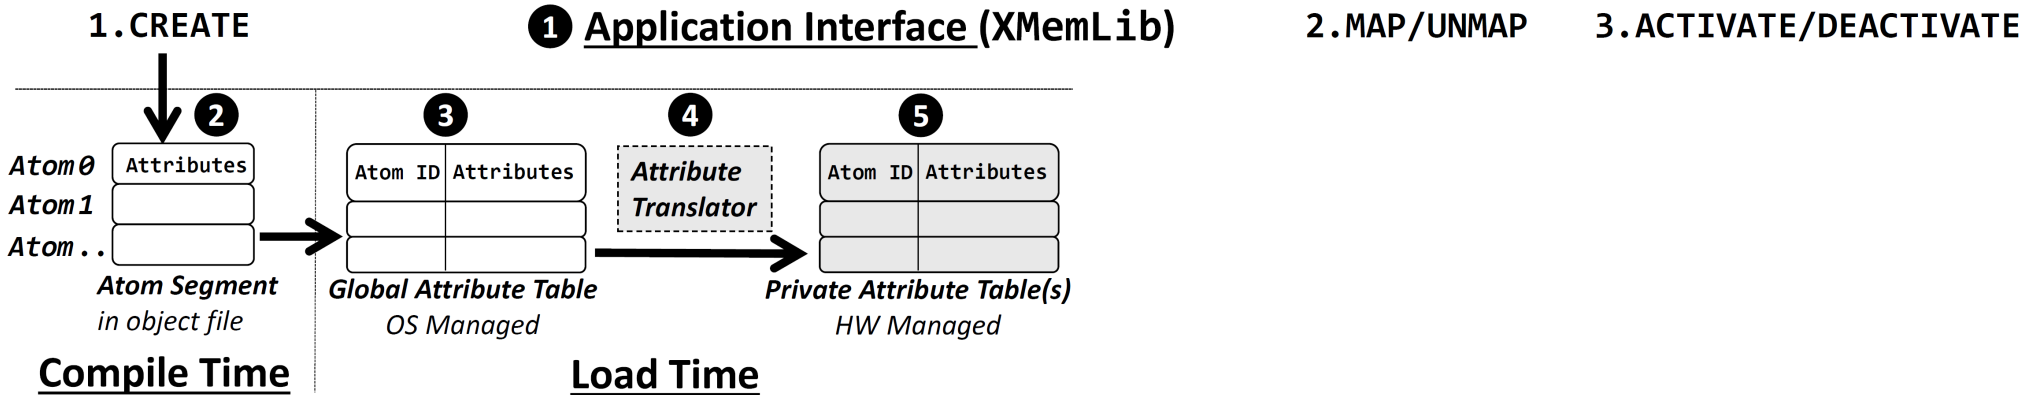 1.CREATE
1 Application Interface (XMemLib)
2.MAP/UNMAP
3.ACTIVATE/DEACTIVATE
2
3
4
5
Atom0
Attributes
Atom1
Atom..
Atom ID Attributes
Attribute
Translator
Atom ID Attributes
Atom Segment
in object file
Global Attribute Table
OS Managed
Private Attribute Table(s)
HW Managed
Compile Time
Load Time